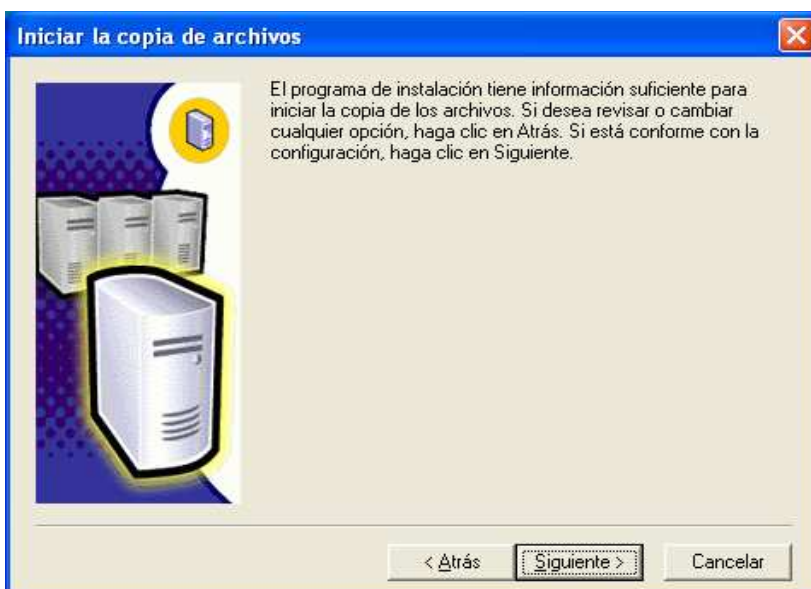 Iniciar la copia de archivos
El programa de instalación tiene información suficiente para
iniciar la copia de los archivos. Si desea revisar o cambiar
cualquier opción, haga clic en Atrás. Si está conforme con la
configuración, haga clic en Siguiente.
< Atrás Siguiente > Cancelar